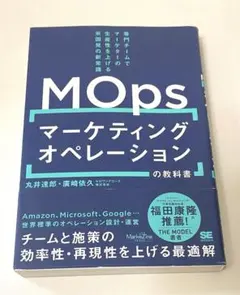 専門チームで
マーケターの
生産性を上げる
米国発の新常識
MOps
マーケティング
オペレーション
の教科書
丸井達郎・廣崎依久
Amazon、Microsoft、Google……
世界標準のオペレーション設計・運営
福田康隆
推薦!
『THE MODEL』
著者
チームと施策の
効率性・再現性を上げる最適解
SE